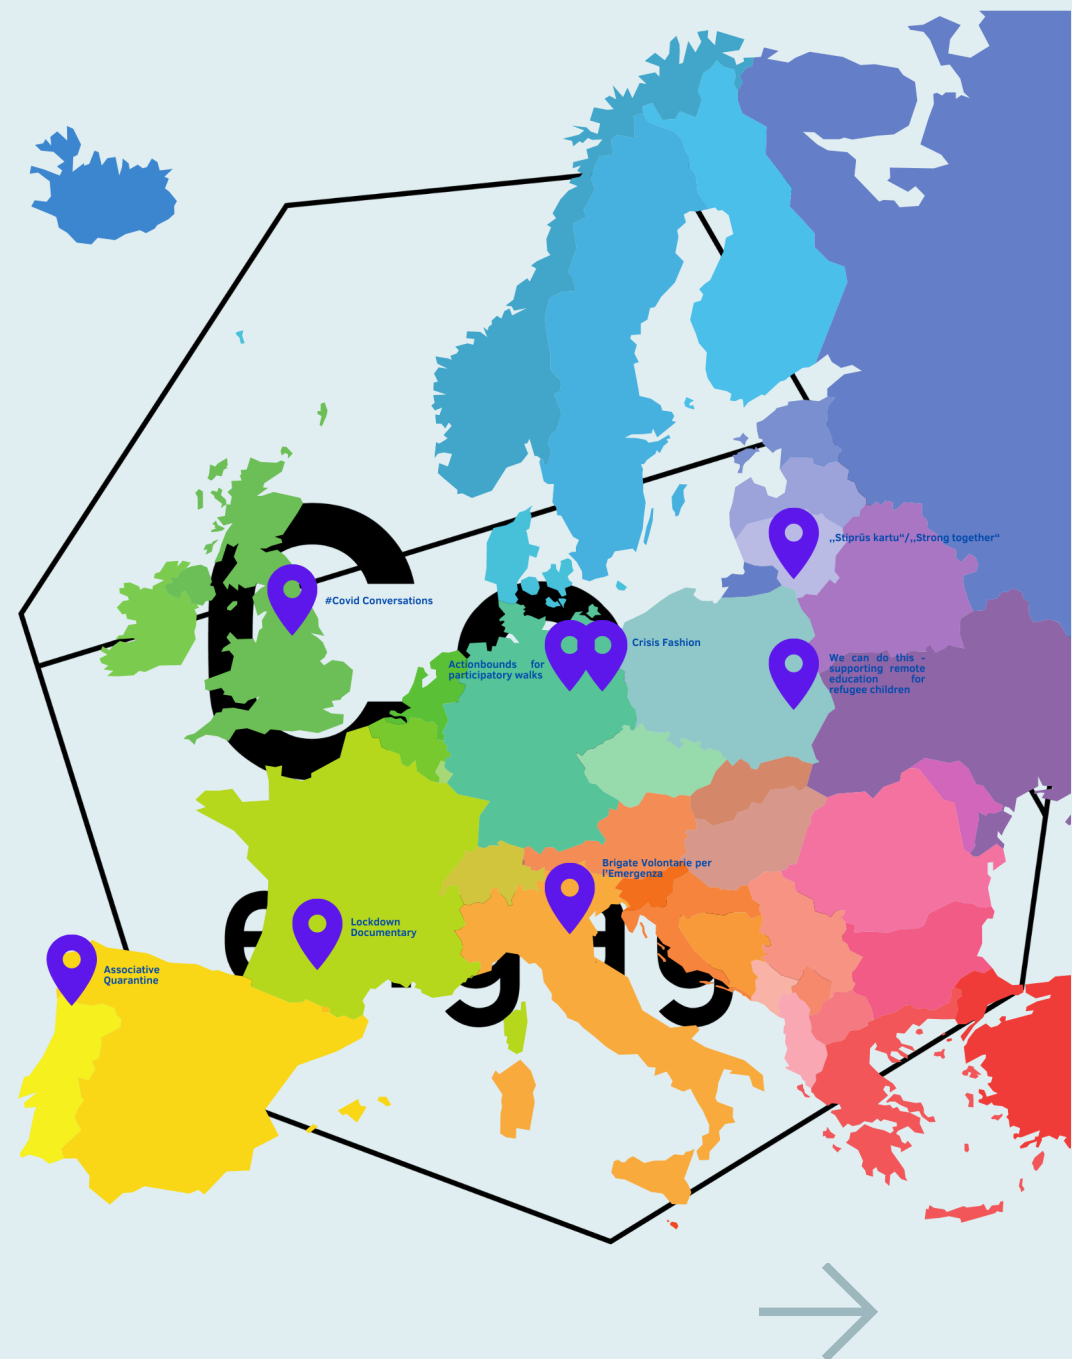 „Stiprūs kartu“/„Strong together“
#Covid Conversations
Crisis Fashion
Actionbounds for
participatory walks
We can do this -
supporting remote
education for
refugee children
Brigate Volontarie per
l'Emergenza
Lockdown
Documentary
Associative
Quarantine